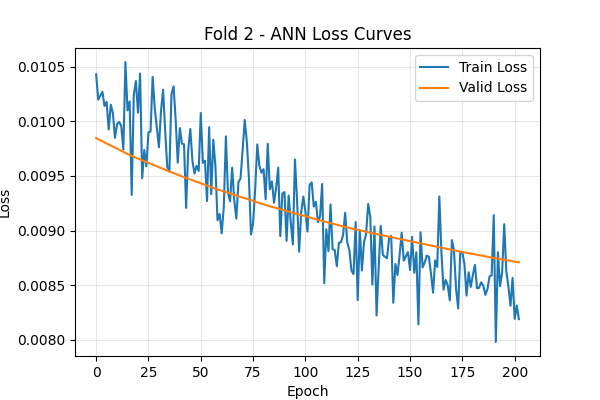 Fold 2 - ANN Loss Curves
Train Loss
Valid Loss
Loss
0.0105
0.0100
0.0095
0.0090
0.0085
0.0080
0 25 50 75 100 125 150 175 200
Epoch